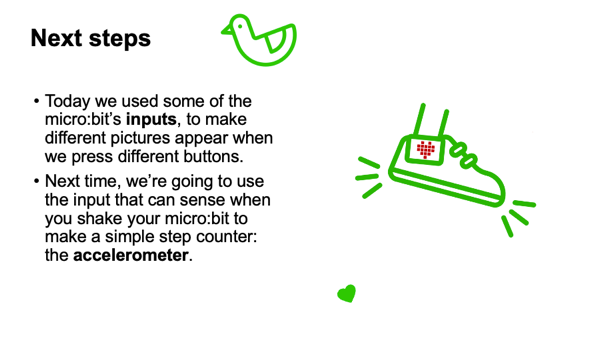 Next steps
• Today we used some of the
micro:bit’s inputs, to make
different pictures appear when
we press different buttons.
• Next time, we’re going to use
the input that can sense when
you shake your micro:bit to
make a simple step counter:
the accelerometer.